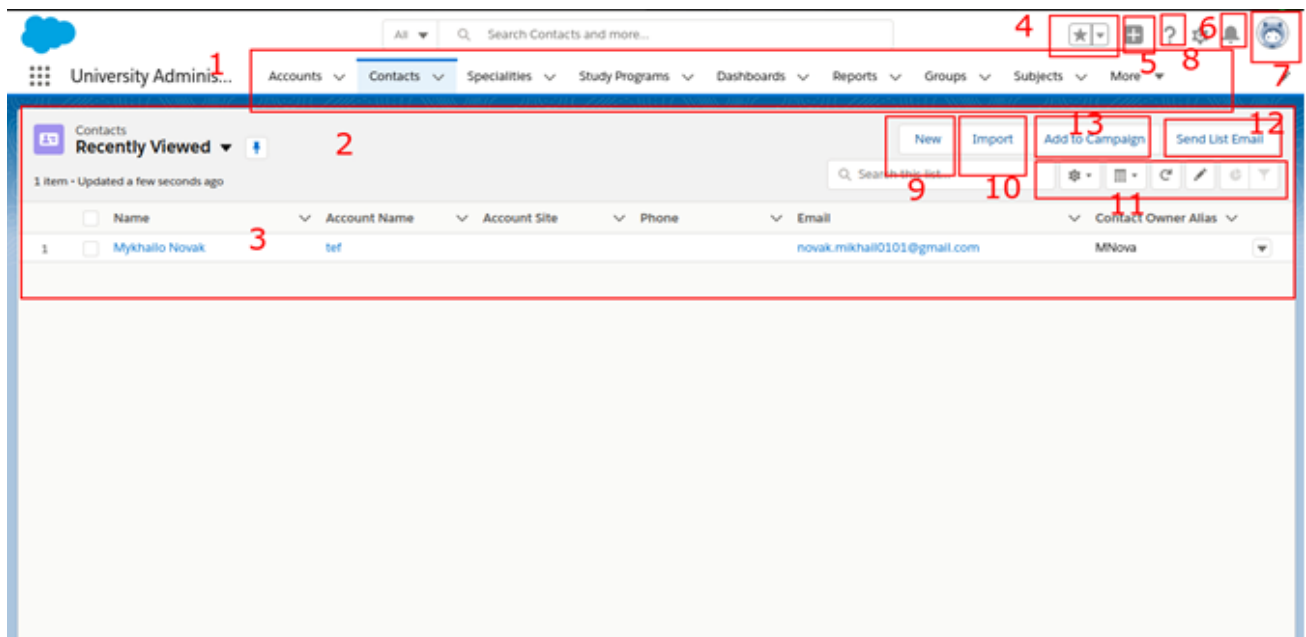 All Search Contacts and more... 4 6
University Adminis... 1 Accounts Contacts Specialities Study Programs Dashboards Reports Groups Subjects More 5 8 7
Contacts
Recently Viewed 2 New Import Add to Campaign 13 Send List Email 12
1 item • Updated a few seconds ago Search this list... 9 10 11
Name Account Name Account Site Phone Email Contact Owner Alias
1 Mykhailo Novak 3 tef novak.mikhail0101@gmail.com MNova